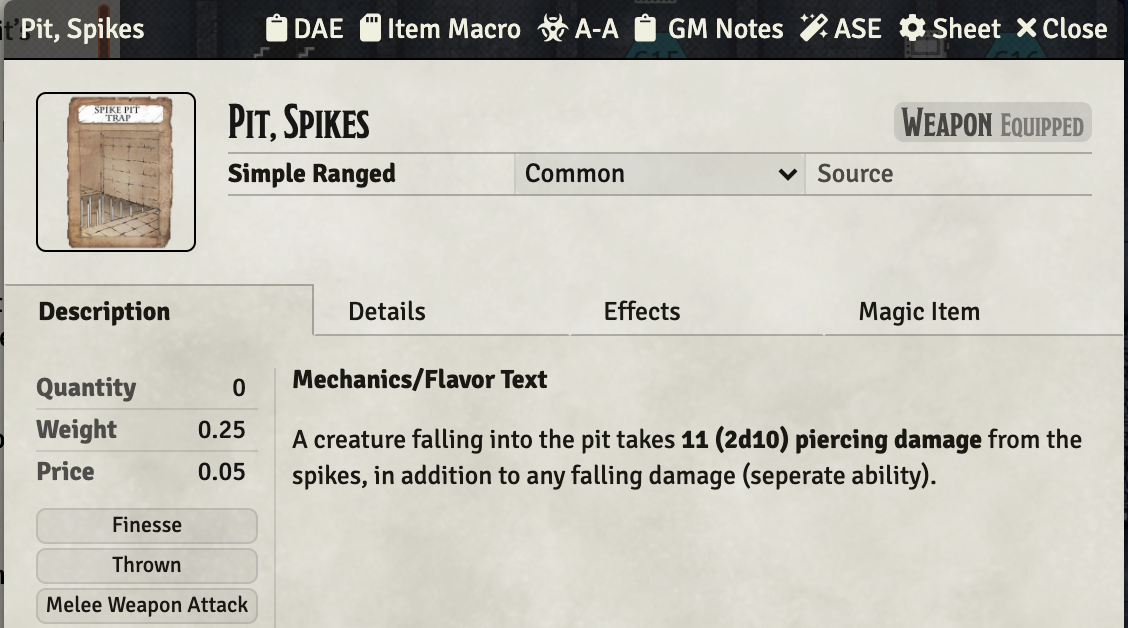 Pit, Spikes DAE Item Macro A-A GM Notes ASE Sheet Close
SPIKE PIT
TRAP
Pit, Spikes
Weapon Equipped
Simple Ranged Common Source
Description Details Effects Magic Item
Quantity 0
Weight 0.25
Price 0.05
Finesse
Thrown
Melee Weapon Attack
Mechanics/Flavor Text
A creature falling into the pit takes 11 (2d10) piercing damage from the
spikes, in addition to any falling damage (seperate ability).